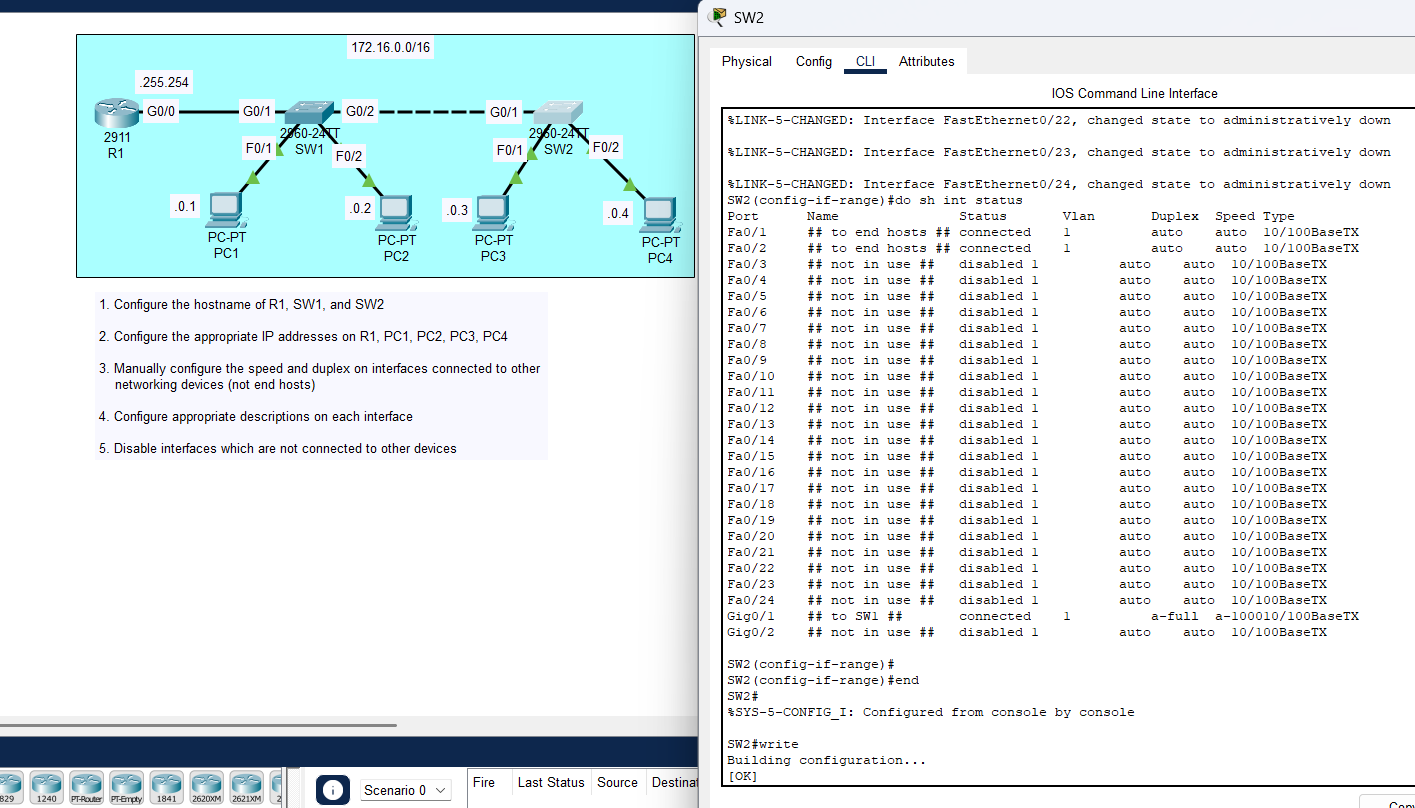 172.16.0.0/16
.255.254
G0/0
G0/1
G0/2
G0/1
2911
R1
2960-24TT
SW1
2960-24TT
SW2
F0/1
F0/2
F0/1
F0/2
.0.1
.0.2
.0.3
.0.4
PC-PT
PC1
PC-PT
PC2
PC-PT
PC3
PC-PT
PC4
1. Configure the hostname of R1, SW1, and SW2
2. Configure the appropriate IP addresses on R1, PC1, PC2, PC3, PC4
3. Manually configure the speed and duplex on interfaces connected to other
networking devices (not end hosts)
4. Configure appropriate descriptions on each interface
5. Disable interfaces which are not connected to other devices
829
1240
PT-Router
PT-Empty
1841
2620XM
2621XM
2
Scenario 0
Fire Last Status Source Destinat
SW2
Physical Config CLI Attributes
IOS Command Line Interface
%LINK-5-CHANGED: Interface FastEthernet0/22, changed state to administratively down
%LINK-5-CHANGED: Interface FastEthernet0/23, changed state to administratively down
%LINK-5-CHANGED: Interface FastEthernet0/24, changed state to administratively down
SW2(config-if-range)#do sh int status
Port Name Status Vlan Duplex Speed Type
Fa0/1 ## to end hosts ## connected 1 auto auto 10/100BaseTX
Fa0/2 ## to end hosts ## connected 1 auto auto 10/100BaseTX
Fa0/3 ## not in use ## disabled 1 auto auto 10/100BaseTX
Fa0/4 ## not in use ## disabled 1 auto auto 10/100BaseTX
Fa0/5 ## not in use ## disabled 1 auto auto 10/100BaseTX
Fa0/6 ## not in use ## disabled 1 auto auto 10/100BaseTX
Fa0/7 ## not in use ## disabled 1 auto auto 10/100BaseTX
Fa0/8 ## not in use ## disabled 1 auto auto 10/100BaseTX
Fa0/9 ## not in use ## disabled 1 auto auto 10/100BaseTX
Fa0/10 ## not in use ## disabled 1 auto auto 10/100BaseTX
Fa0/11 ## not in use ## disabled 1 auto auto 10/100BaseTX
Fa0/12 ## not in use ## disabled 1 auto auto 10/100BaseTX
Fa0/13 ## not in use ## disabled 1 auto auto 10/100BaseTX
Fa0/14 ## not in use ## disabled 1 auto auto 10/100BaseTX
Fa0/15 ## not in use ## disabled 1 auto auto 10/100BaseTX
Fa0/16 ## not in use ## disabled 1 auto auto 10/100BaseTX
Fa0/17 ## not in use ## disabled 1 auto auto 10/100BaseTX
Fa0/18 ## not in use ## disabled 1 auto auto 10/100BaseTX
Fa0/19 ## not in use ## disabled 1 auto auto 10/100BaseTX
Fa0/20 ## not in use ## disabled 1 auto auto 10/100BaseTX
Fa0/21 ## not in use ## disabled 1 auto auto 10/100BaseTX
Fa0/22 ## not in use ## disabled 1 auto auto 10/100BaseTX
Fa0/23 ## not in use ## disabled 1 auto auto 10/100BaseTX
Fa0/24 ## not in use ## disabled 1 auto auto 10/100BaseTX
Gig0/1 ## to SW1 ## connected 1 a-full a-100010/100BaseTX
Gig0/2 ## not in use ## disabled 1 auto auto 10/100BaseTX
SW2(config-if-range)#
SW2(config-if-range)#end
SW2#
%SYS-5-CONFIG_I: Configured from console by console
SW2#write
Building configuration...
[OK]